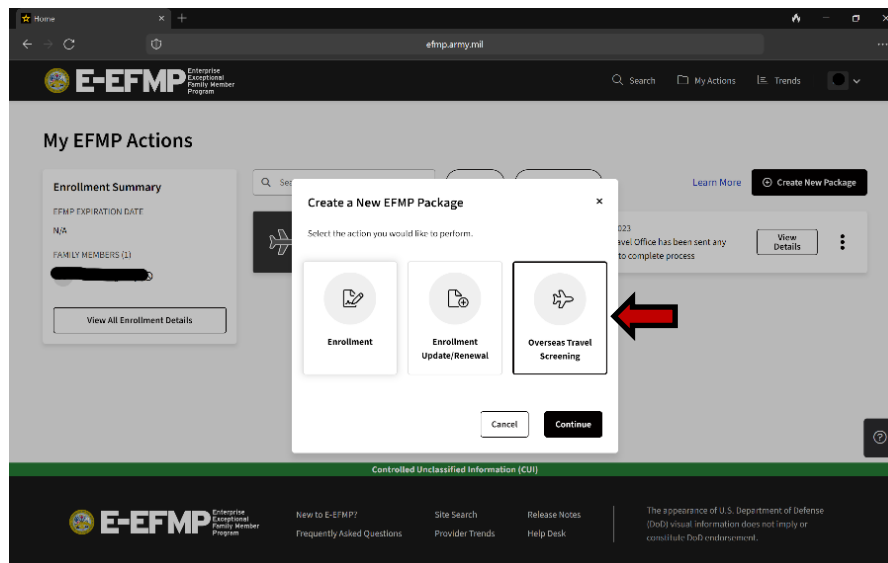 Home
efmp.army.mil
E-EFMP
Enterprise
Exceptional
Family Member
Program
Search
My Actions
Trends
My EFMP Actions
Enrollment Summary
EFMP EXPIRATION DATE
N/A
FAMILY MEMBERS (1)
View All Enrollment Details
Learn More
Create New Package
Create a New EFMP Package
Select the action you would like to perform.
Enrollment
Enrollment
Update/Renewal
Overseas Travel
Screening
Cancel
Continue
Office has been sent any
to complete process
View
Details
Controlled Unclassified Information (CUI)
E-EFMP
Enterprise
Exceptional
Family Member
Program
New to E-EFMP?
Frequently Asked Questions
Site Search
Provider Trends
Release Notes
Help Desk
The appearance of U.S. Department of Defense
(DoD) visual information does not imply or
constitute DoD endorsement.